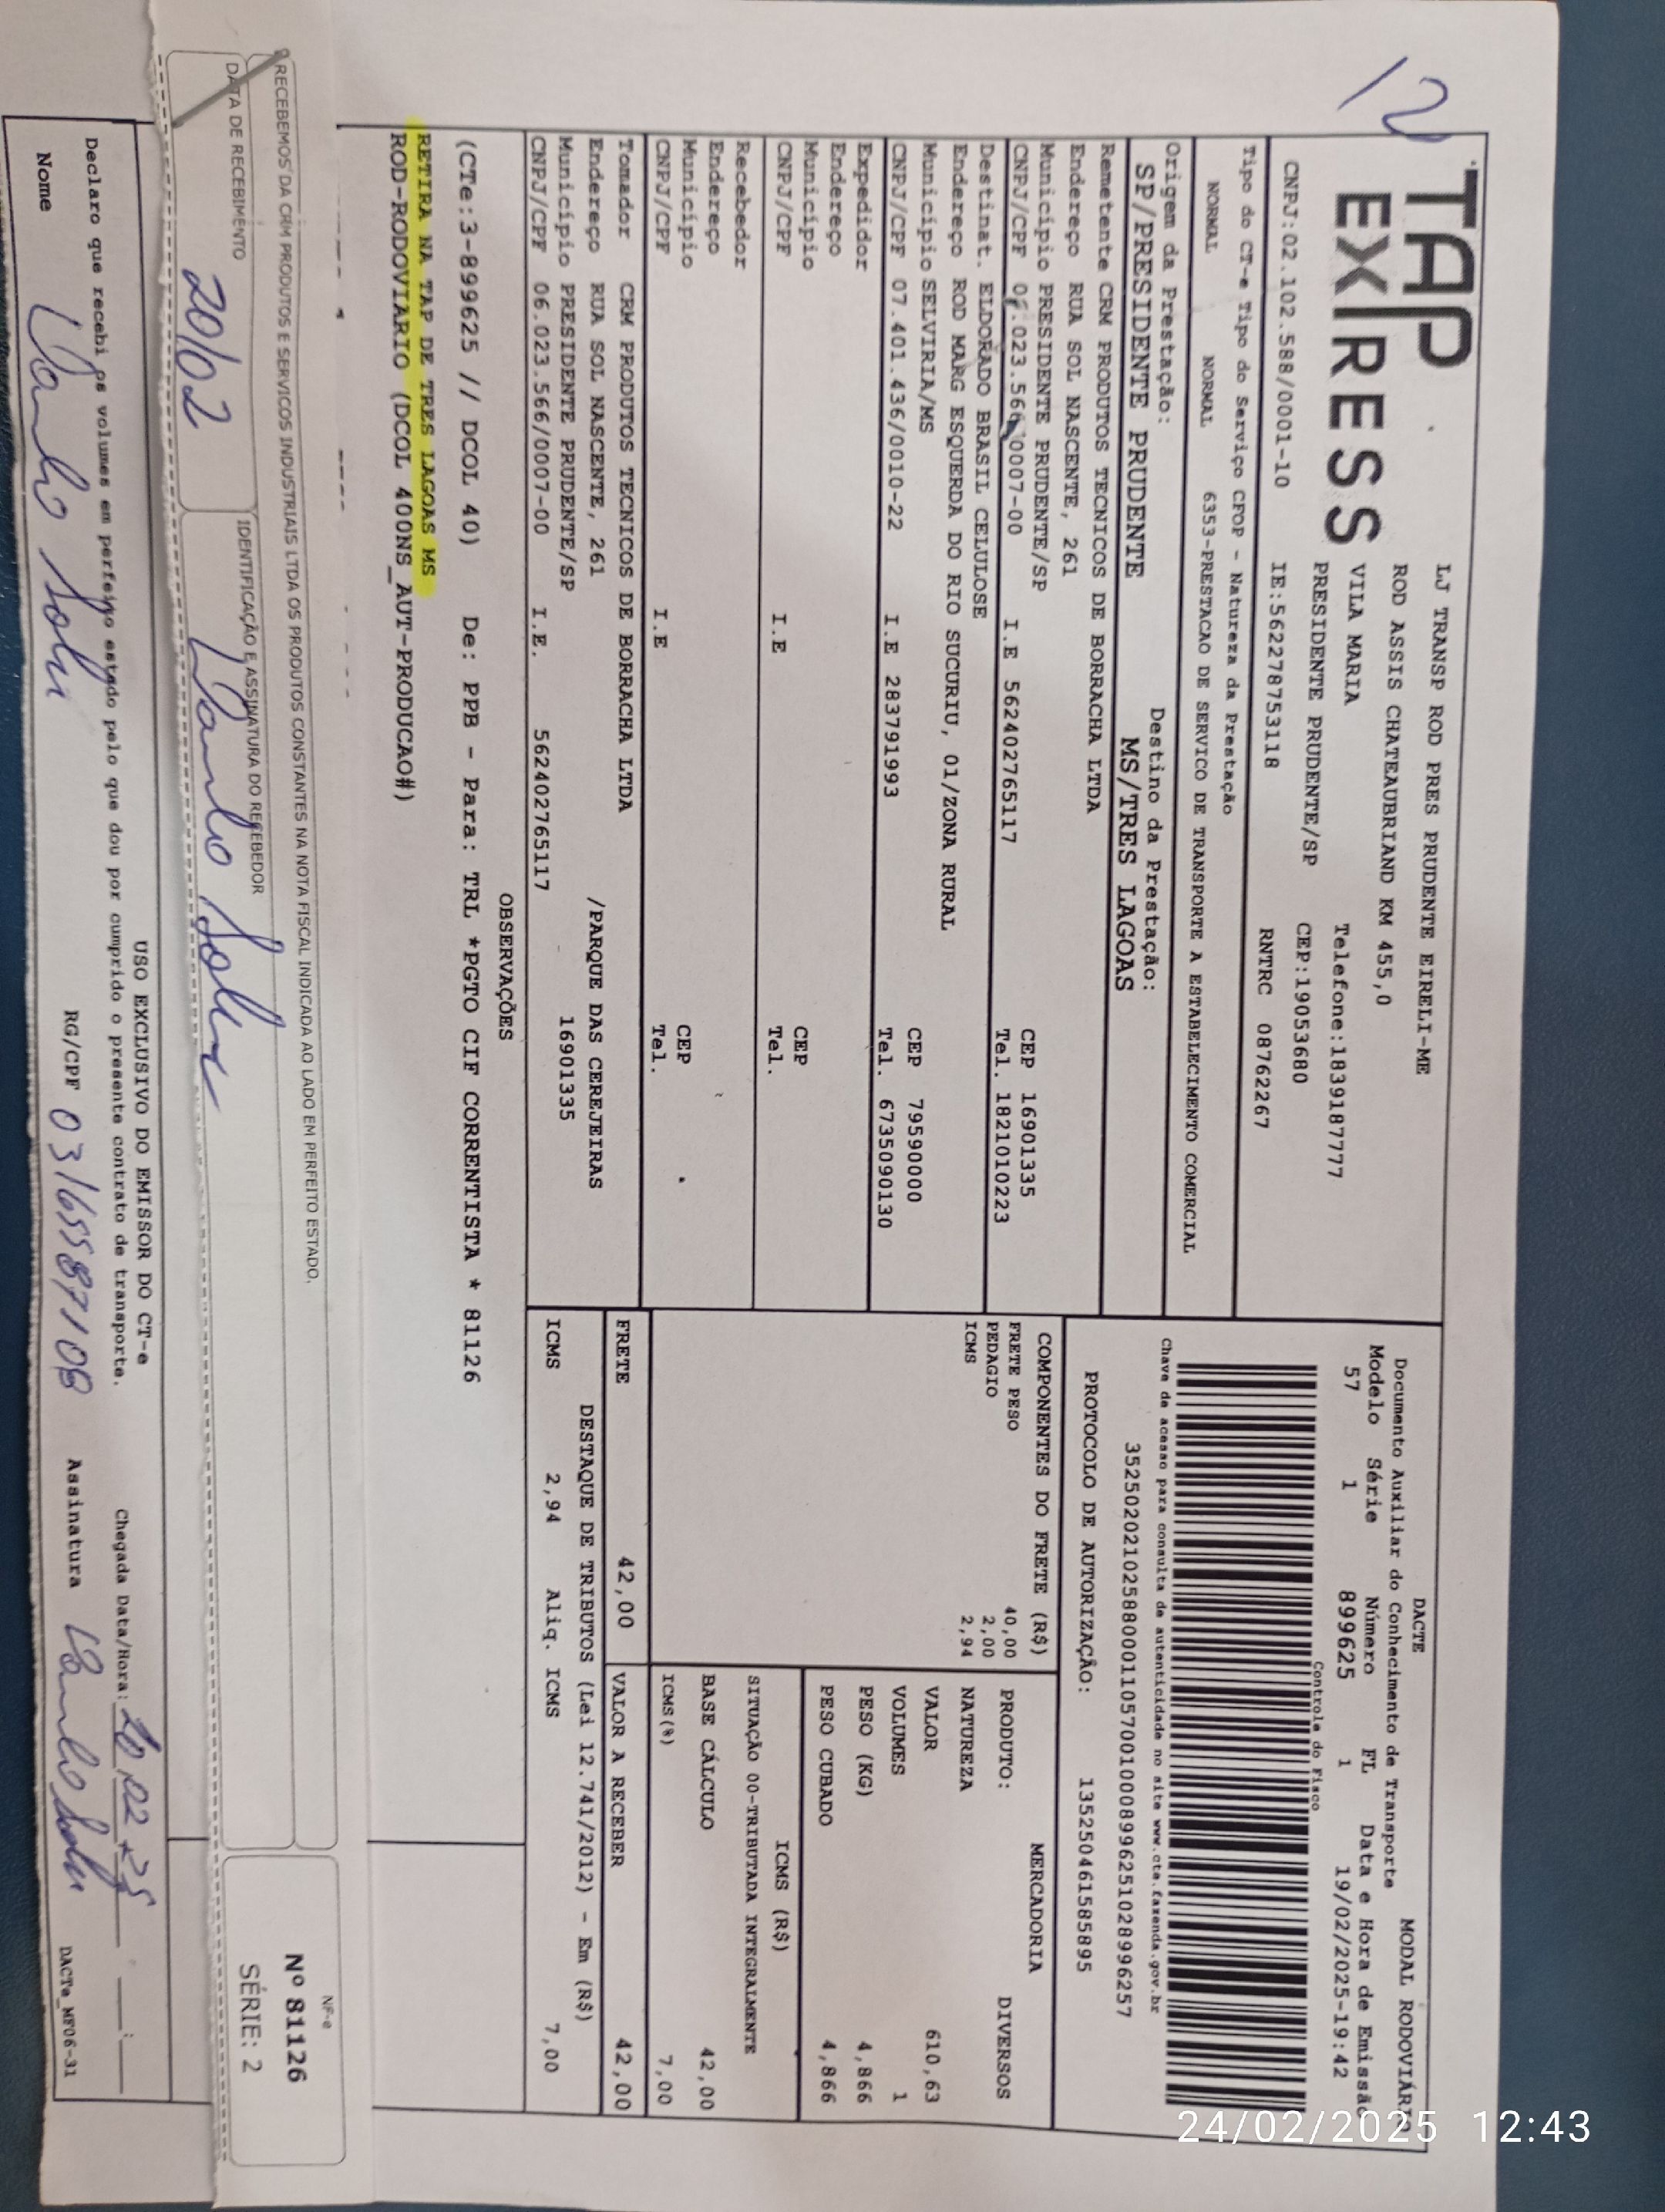 12
TAP
EXPRESS
LJ TRANSP ROD PRES PRUDENTE EIRELI-ME
ROD ASSIS CHATEAUBRIAND KM 455,0
VILA MARIA
Telefone:1839187777
PRESIDENTE PRUDENTE/SP
CEP:19053680
CNPJ:02.102.588/0001-10
IE:562278753118
RNTRC 08762267
DACTE
MODAL RODOVIÁRIO
Documento Auxiliar do Conhecimento de Transporte
Modelo Série Número FL Data e Hora de Emissão
57 1 899625 1 19/02/2025-19:42
Controle do Fisco
Tipo do CT-e Tipo do Serviço CFOP - Natureza da Prestação
NORMAL NORMAL 6353-PRESTACAO DE SERVICO DE TRANSPORTE A ESTABELECIMENTO COMERCIAL
Chave de acesso para consulta de autenticidade no site www.cte.fazenda.gov.br
35250202102588000110570010008996251028996257
Origem da Prestação:
SP/PRESIDENTE PRUDENTE
Destino da Prestação:
MS/TRES LAGOAS
PROTOCOLO DE AUTORIZAÇÃO: 135250461585895
Remetente CRM PRODUTOS TECNICOS DE BORRACHA LTDA
Endereço RUA SOL NASCENTE, 261
Município PRESIDENTE PRUDENTE/SP CEP 16901335
CNPJ/CPF 06.023.566/0007-00 I.E 562402765117 Tel. 1821010223
Destinat. ELDORADO BRASIL CELULOSE
Endereço ROD MARG ESQUERDA DO RIO SUCURIU, 01/ZONA RURAL
Município SELVIRIA/MS CEP 79590000
CNPJ/CPF 07.401.436/0010-22 I.E 283791993 Tel. 6735090130
Expedidor
Endereço
Município CEP
CNPJ/CPF I.E Tel.
Recebedor
Endereço
Município CEP
CNPJ/CPF I.E Tel.
Tomador CRM PRODUTOS TECNICOS DE BORRACHA LTDA
Endereço RUA SOL NASCENTE, 261 /PARQUE DAS CEREJEIRAS
Município PRESIDENTE PRUDENTE/SP 16901335
CNPJ/CPF 06.023.566/0007-00 I.E. 562402765117
COMPONENTES DO FRETE (R$)
FRETE PESO 40,00
PEDAGIO 2,00
ICMS 2,94
MERCADORIA
PRODUTO: DIVERSOS
NATUREZA
VALOR 610,63
VOLUMES 1
PESO (KG) 4,866
PESO CUBADO 4,866
ICMS (R$)
SITUAÇÃO 00-TRIBUTADA INTEGRALMENTE
BASE CÁLCULO 42,00
ICMS(%) 7,00
FRETE 42,00
VALOR A RECEBER 42,00
DESTAQUE DE TRIBUTOS (Lei 12.741/2012) - Em (R$)
ICMS 2,94 Aliq. ICMS 7,00
OBSERVAÇÕES
(CTe:3-899625 // DCOL 40) De: PPB - Para: TRL *PGTO CIF CORRENTISTA * 81126
RETIRA NA TAP DE TRES LAGOAS MS
ROD-RODOVIARIO (DCOL 400NS_AUT-PRODUCAO#)
RECEBEMOS DA CRM PRODUTOS E SERVICOS INDUSTRIAIS LTDA OS PRODUTOS CONSTANTES NA NOTA FISCAL INDICADA AO LADO EM PERFEITO ESTADO.
DATA DE RECEBIMENTO
IDENTIFICAÇÃO E ASSINATURA DO RECEBEDOR
20/02
NF-e
Nº 81126
SÉRIE: 2
USO EXCLUSIVO DO EMISSOR DO CT-e
Declaro que recebi os volumes em perfeito estado pelo que dou por cumprido o presente contrato de transporte.
Chegada Data/Hora: 20 02 25
Nome
RG/CPF 03165587108
Assinatura
DACTe_MF06-31
24/02/2025 12:43